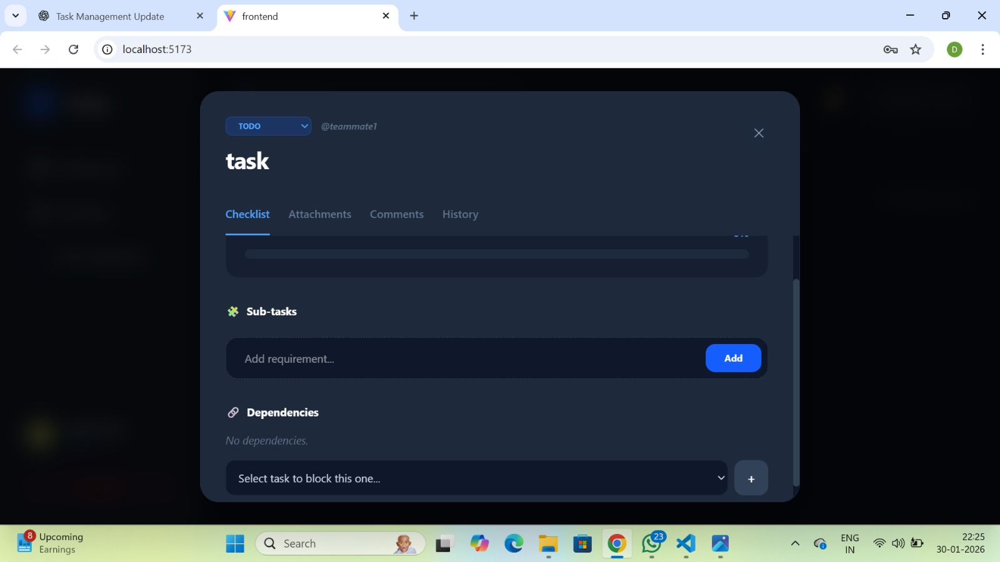 Task Management Update
frontend
localhost:5173
D
TODO
@teammate1
task
Checklist Attachments Comments History
Sub-tasks
Add requirement...
Add
Dependencies
No dependencies.
Select task to block this one...
+
8
Upcoming
Earnings
Search
23
ENG
IN
22:25
30-01-2026